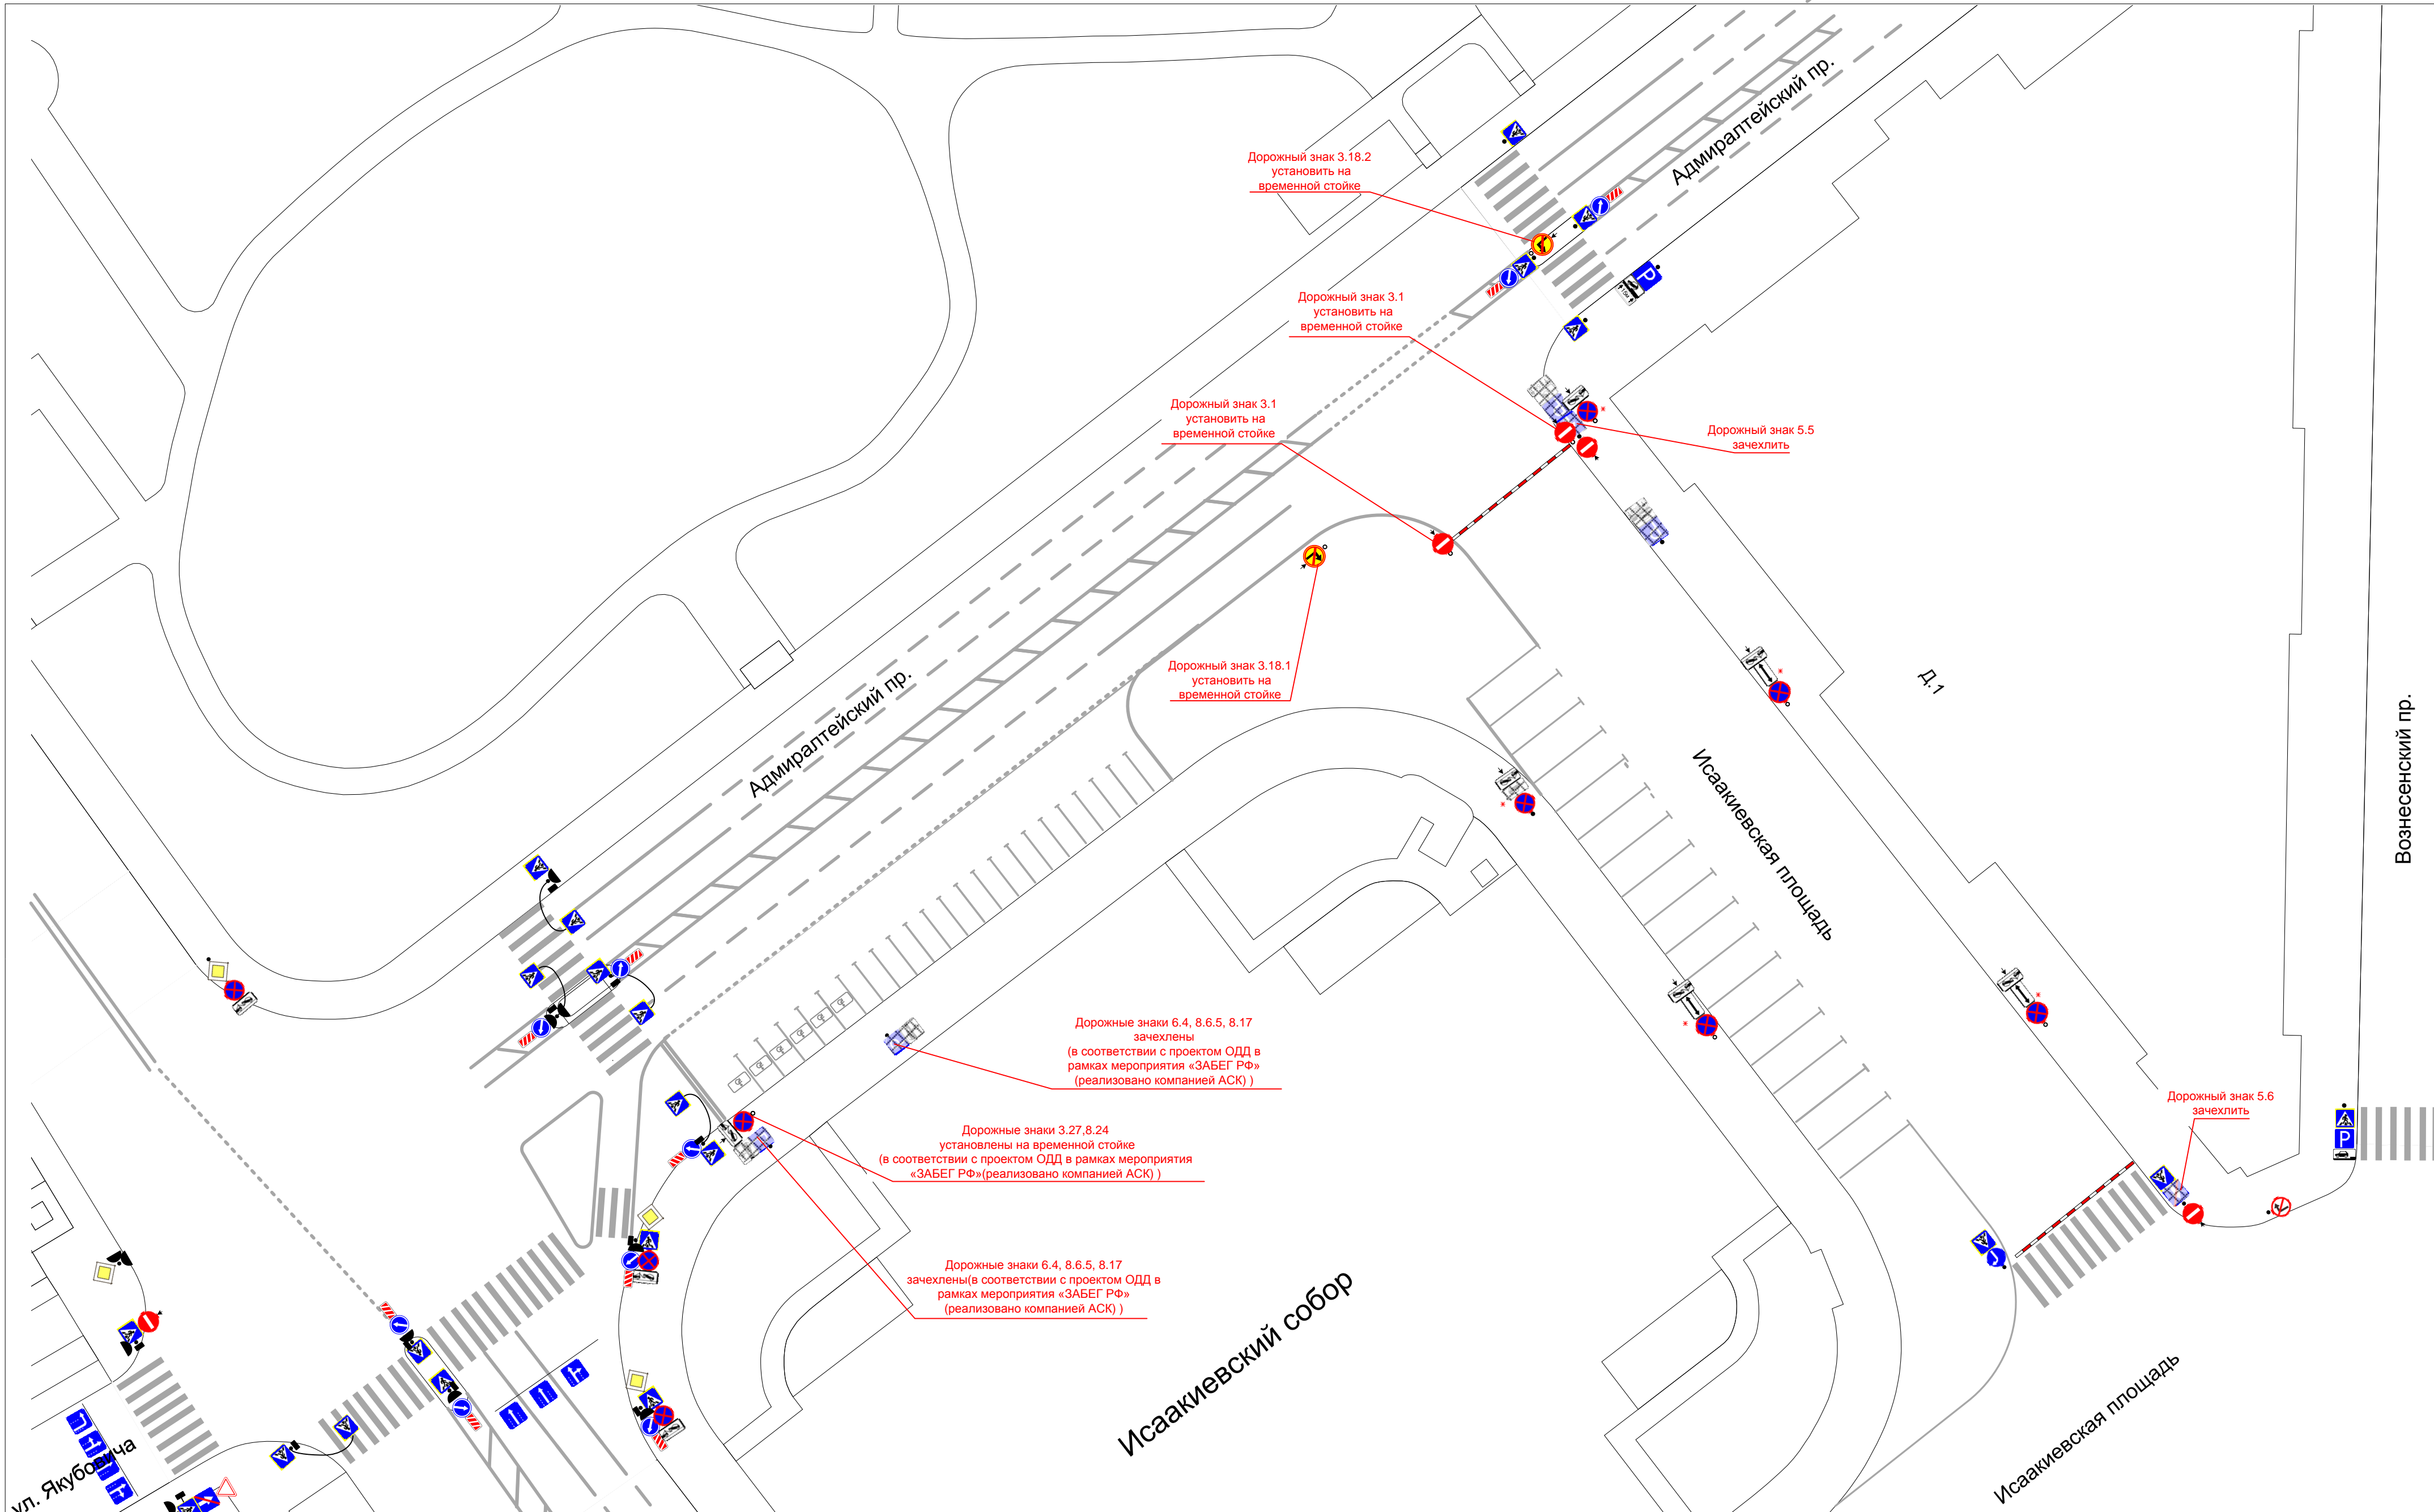 Адмиралтейский пр.
Дорожный знак 3.18.2
установить на
временной стойке
Дорожный знак 3.1
установить на
временной стойке
Дорожный знак 3.1
установить на
временной стойке
Дорожный знак 5.5
зачехлить
Дорожный знак 3.18.1
установить на
временной стойке
Адмиралтейский пр.
Д.1
Исаакиевская площадь
Вознесенский пр.
Дорожные знаки 6.4, 8.6.5, 8.17
зачехлены
(в соответствии с проектом ОДД в
рамках мероприятия «ЗАБЕГ РФ»
(реализовано компанией АСК) )
Дорожные знаки 3.27,8.24
установлены на временной стойке
(в соответствии с проектом ОДД в рамках мероприятия
«ЗАБЕГ РФ»(реализовано компанией АСК) )
Дорожные знаки 6.4, 8.6.5, 8.17
зачехлены(в соответствии с проектом ОДД в
рамках мероприятия «ЗАБЕГ РФ»
(реализовано компанией АСК) )
Дорожный знак 5.6
зачехлить
P
P
Исаакиевский собор
Исаакиевская площадь
ул. Якубовича